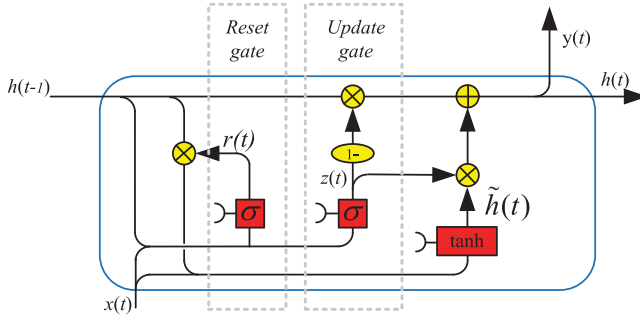 Reset
gate
Update
gate
y(t)
h(t-1)
h(t)
r(t)
1-
z(t)
σ
σ
h̃(t)
tanh
x(t)